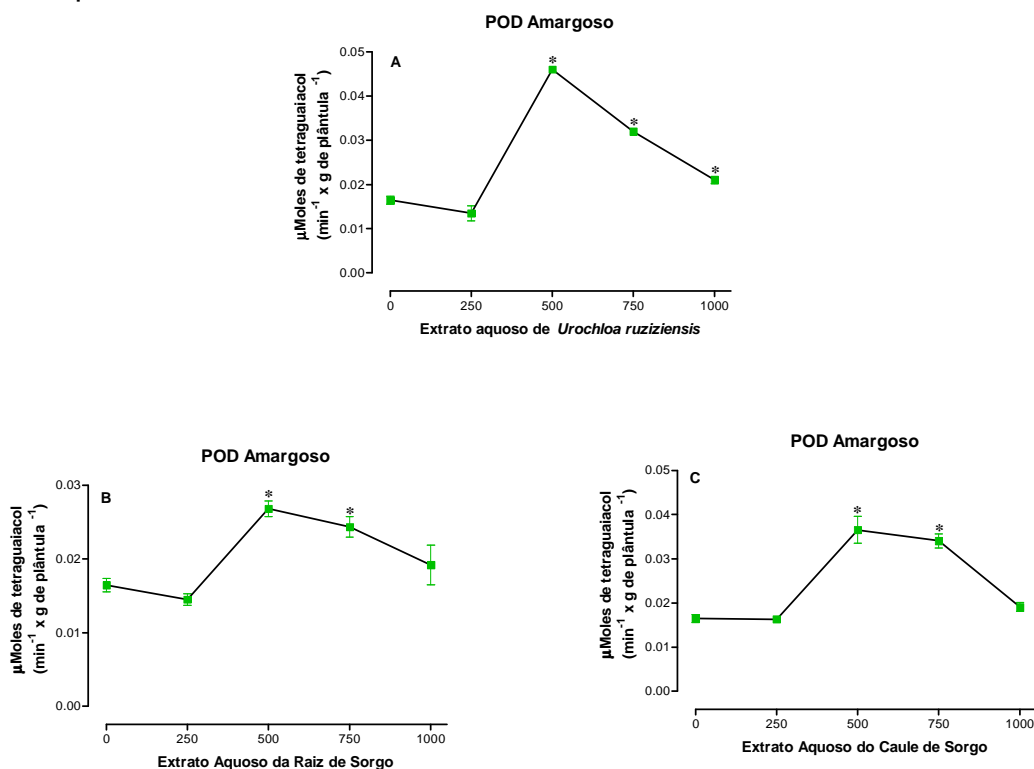 POD Amargoso
A
µMoles de tetraguaiacol
(min⁻¹ x g de plântula ⁻¹)
0.05
0.04
0.03
0.02
0.01
0.00
*
*
*
0 250 500 750 1000
Extrato aquoso de Urochloa ruziziensis
POD Amargoso
B
µMoles de tetraguaiacol
(min⁻¹ x g de plântula ⁻¹)
0.03
0.02
0.01
0.00
*
*
0 250 500 750 1000
Extrato Aquoso da Raiz de Sorgo
POD Amargoso
C
µMoles de tetraguaiacol
(min⁻¹ x g de plântula ⁻¹)
0.05
0.04
0.03
0.02
0.01
0.00
*
*
0 250 500 750 1000
Extrato Aquoso do Caule de Sorgo